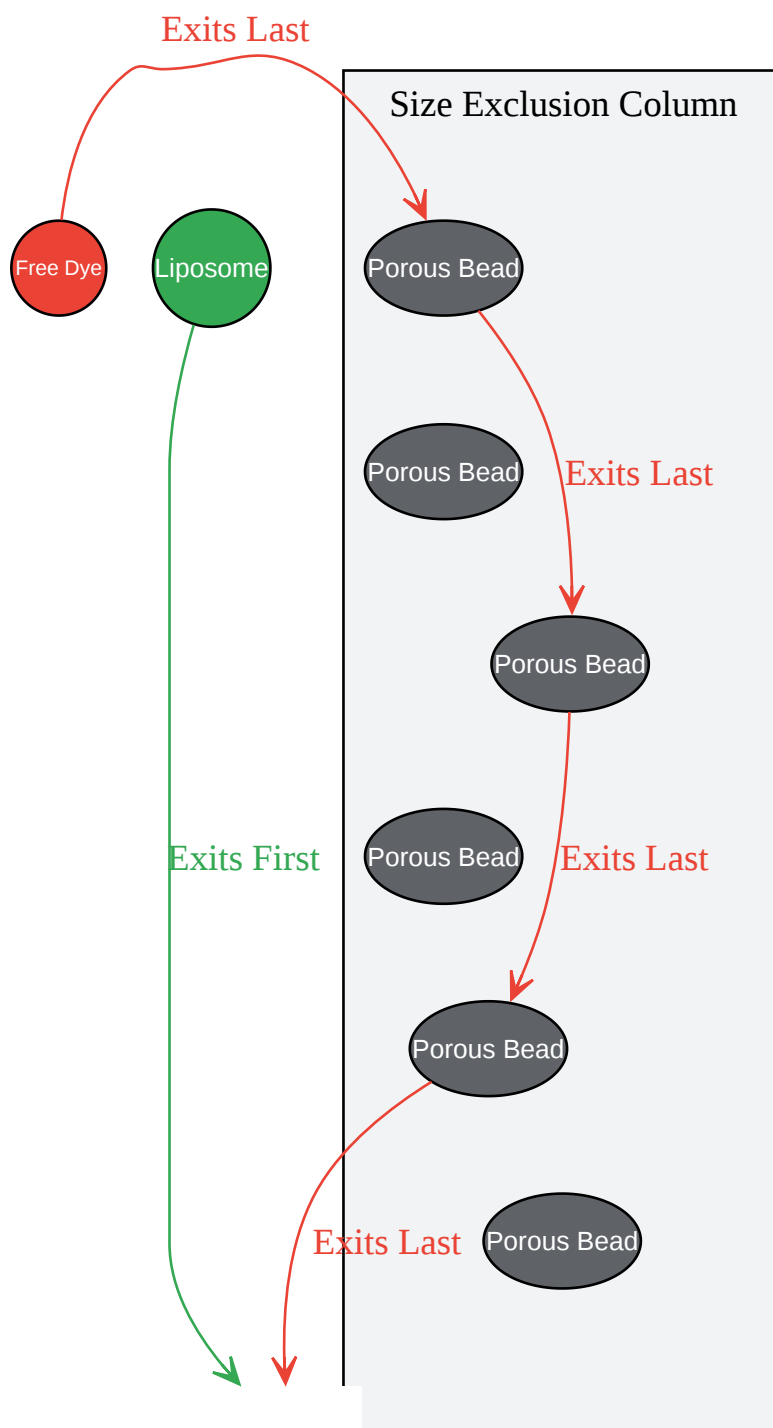 Exits Last
Size Exclusion Column
Free Dye
Liposome
Porous Bead
Porous Bead
Exits Last
Porous Bead
Exits First
Porous Bead
Exits Last
Porous Bead
Exits Last
Porous Bead